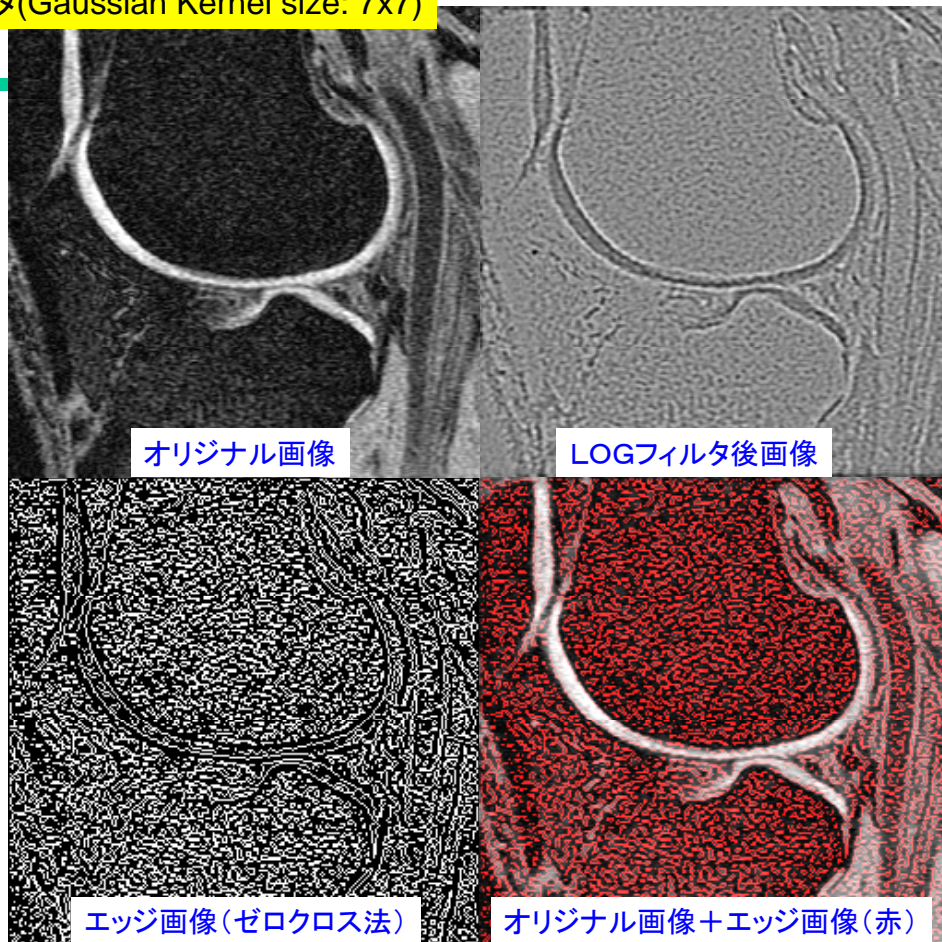 タ(Gaussian Kernel size: 7x7)
オリジナル画像
LOGフィルタ後画像
エッジ画像（ゼロクロス法）
オリジナル画像＋エッジ画像（赤）